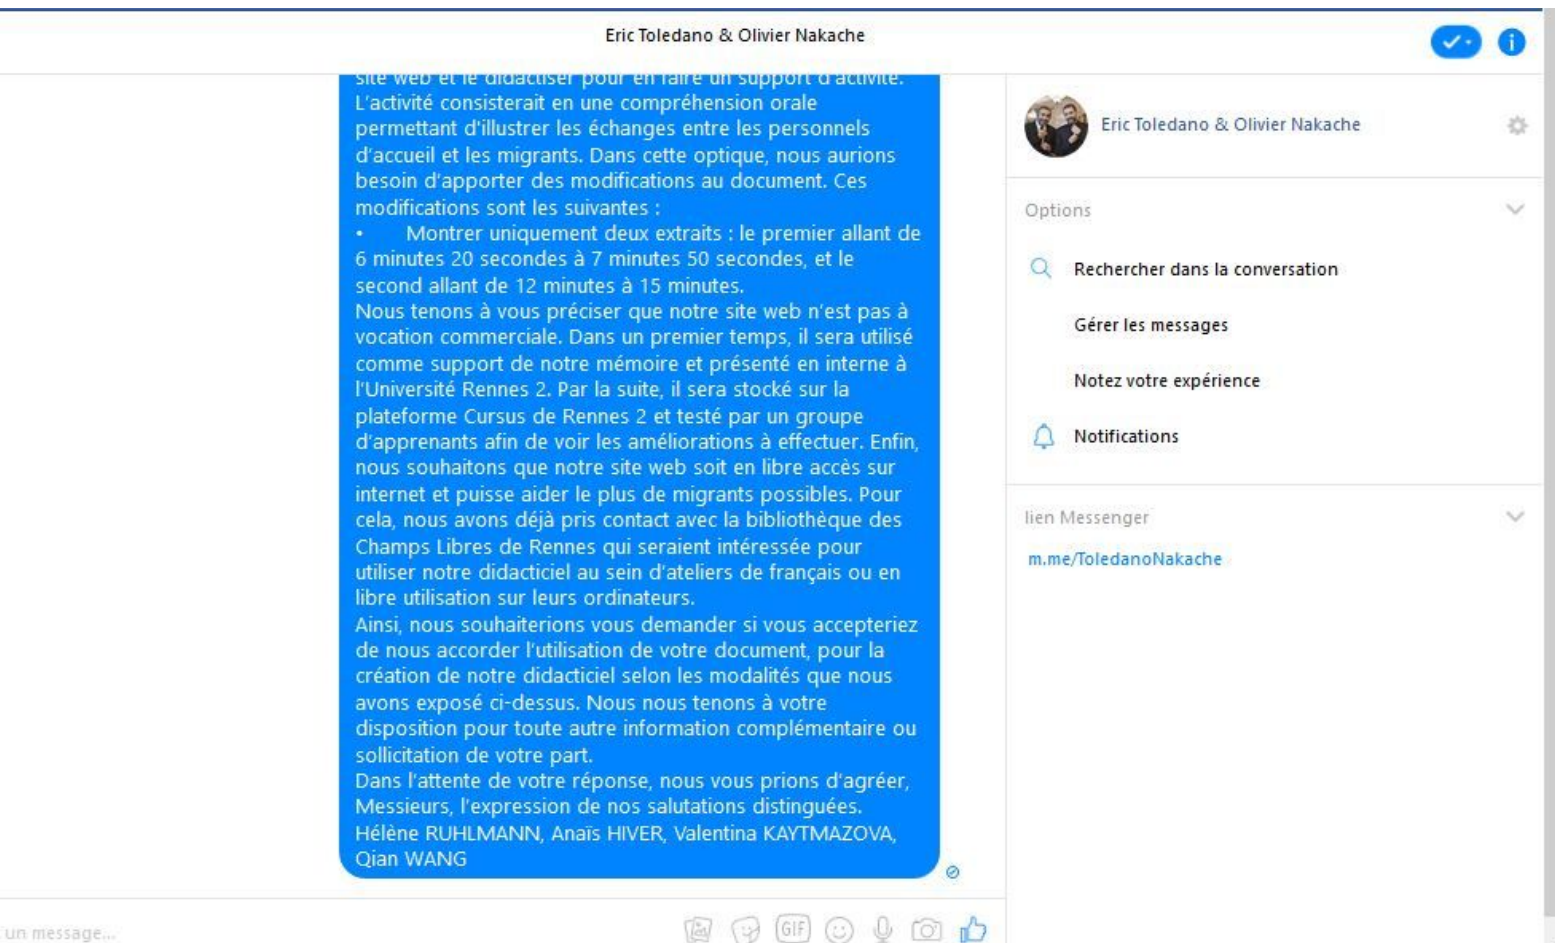 Eric Toledano & Olivier Nakache
site web et le didactiser pour en faire un support d'activité.
L'activité consisterait en une compréhension orale
permettant d'illustrer les échanges entre les personnels
d'accueil et les migrants. Dans cette optique, nous aurions
besoin d'apporter des modifications au document. Ces
modifications sont les suivantes :
• Montrer uniquement deux extraits : le premier allant de
6 minutes 20 secondes à 7 minutes 50 secondes, et le
second allant de 12 minutes à 15 minutes.
Nous tenons à vous préciser que notre site web n'est pas à
vocation commerciale. Dans un premier temps, il sera utilisé
comme support de notre mémoire et présenté en interne à
l'Université Rennes 2. Par la suite, il sera stocké sur la
plateforme Cursus de Rennes 2 et testé par un groupe
d'apprenants afin de voir les améliorations à effectuer. Enfin,
nous souhaitons que notre site web soit en libre accès sur
internet et puisse aider le plus de migrants possibles. Pour
cela, nous avons déjà pris contact avec la bibliothèque des
Champs Libres de Rennes qui seraient intéressée pour
utiliser notre didacticiel au sein d'ateliers de français ou en
libre utilisation sur leurs ordinateurs.
Ainsi, nous souhaiterions vous demander si vous accepteriez
de nous accorder l'utilisation de votre document, pour la
création de notre didacticiel selon les modalités que nous
avons exposé ci-dessus. Nous nous tenons à votre
disposition pour toute autre information complémentaire ou
sollicitation de votre part.
Dans l'attente de votre réponse, nous vous prions d'agréer,
Messieurs, l'expression de nos salutations distinguées.
Hélène RUHLMANN, Anaïs HIVER, Valentina KAYTMAZOVA,
Qian WANG
un message...
GIF
Eric Toledano & Olivier Nakache
Options
Rechercher dans la conversation
Gérer les messages
Notez votre expérience
Notifications
lien Messenger
m.me/ToledanoNakache